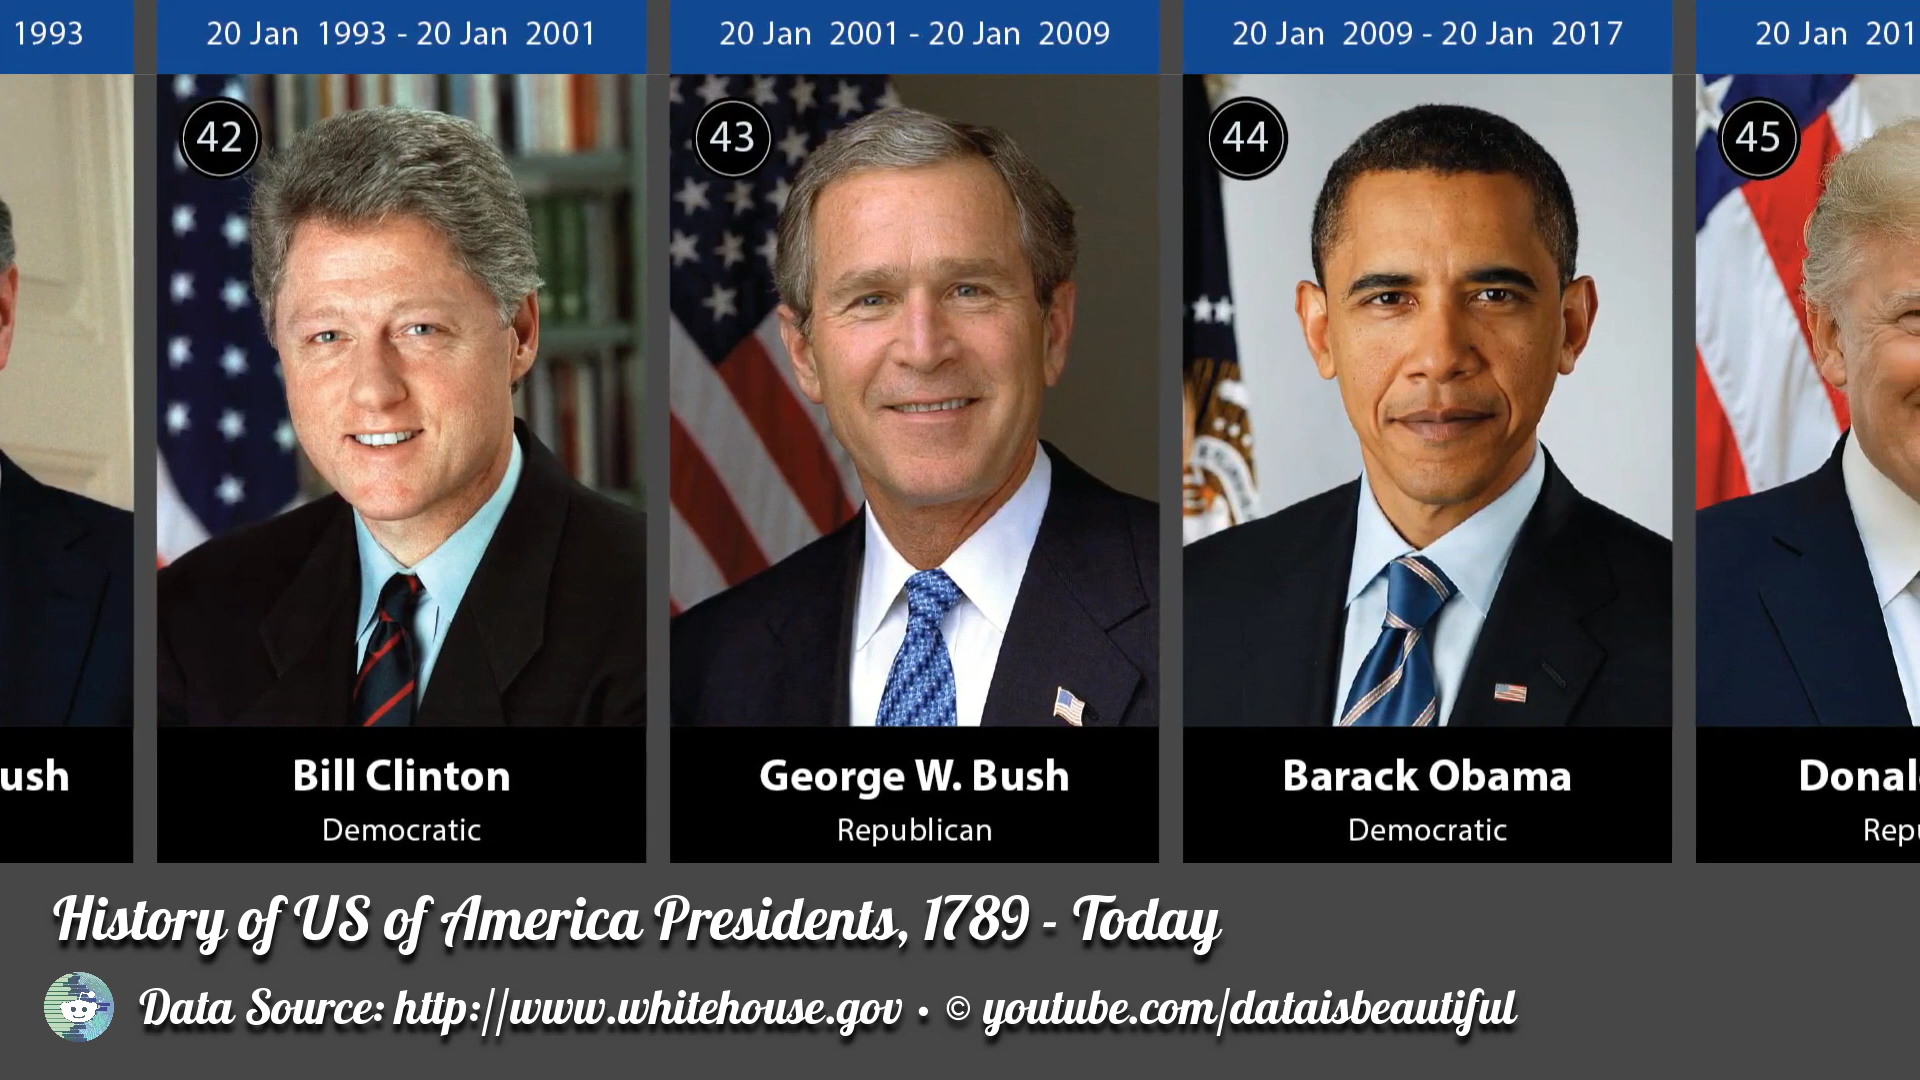 1993
20 Jan 1993 - 20 Jan 2001
20 Jan 2001 - 20 Jan 2009
20 Jan 2009 - 20 Jan 2017
20 Jan 201
42
43
44
45
ush
Bill Clinton
Democratic
George W. Bush
Republican
Barack Obama
Democratic
Donal
Rep
History of US of America Presidents, 1789 - Today
Data Source: http://www.whitehouse.gov • © youtube.com/dataisbeautiful